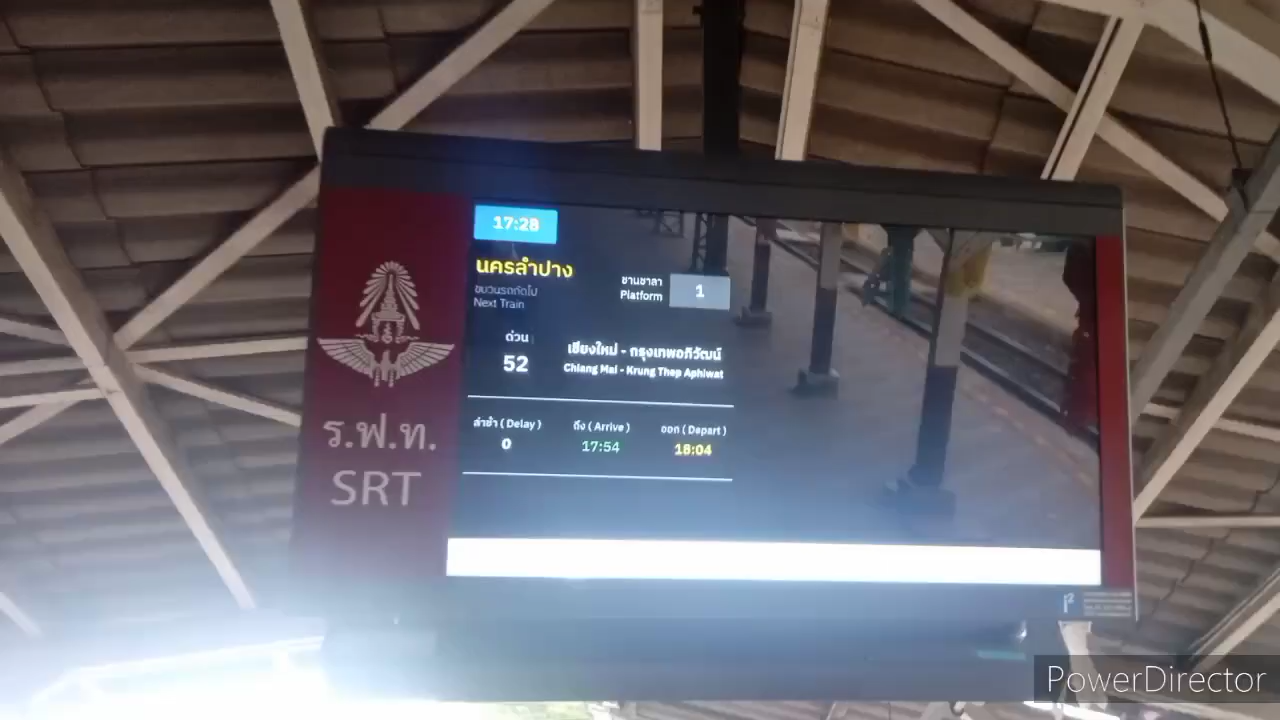 17:28
นครลำปาง
ขบวนรถถัดไป
Next Train
ชานชาลา
Platform
1
ด่วน
52
เชียงใหม่ - กรุงเทพอภิวัฒน์
Chiang Mai - Krung Thep Aphiwat
ล่าช้า ( Delay )
0
ถึง ( Arrive )
17:54
ออก ( Depart )
18:04
ร.ฟ.ท.
SRT
PowerDirector